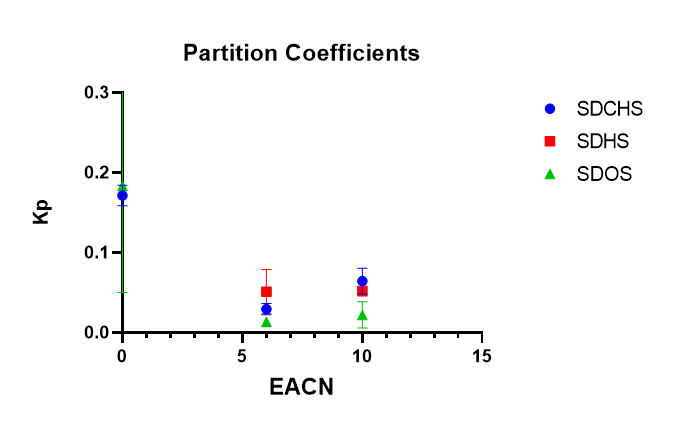 Partition Coefficients
0.3
0.2
0.1
0.0
Kp
0
5
10
15
EACN
SDCHS
SDHS
SDOS